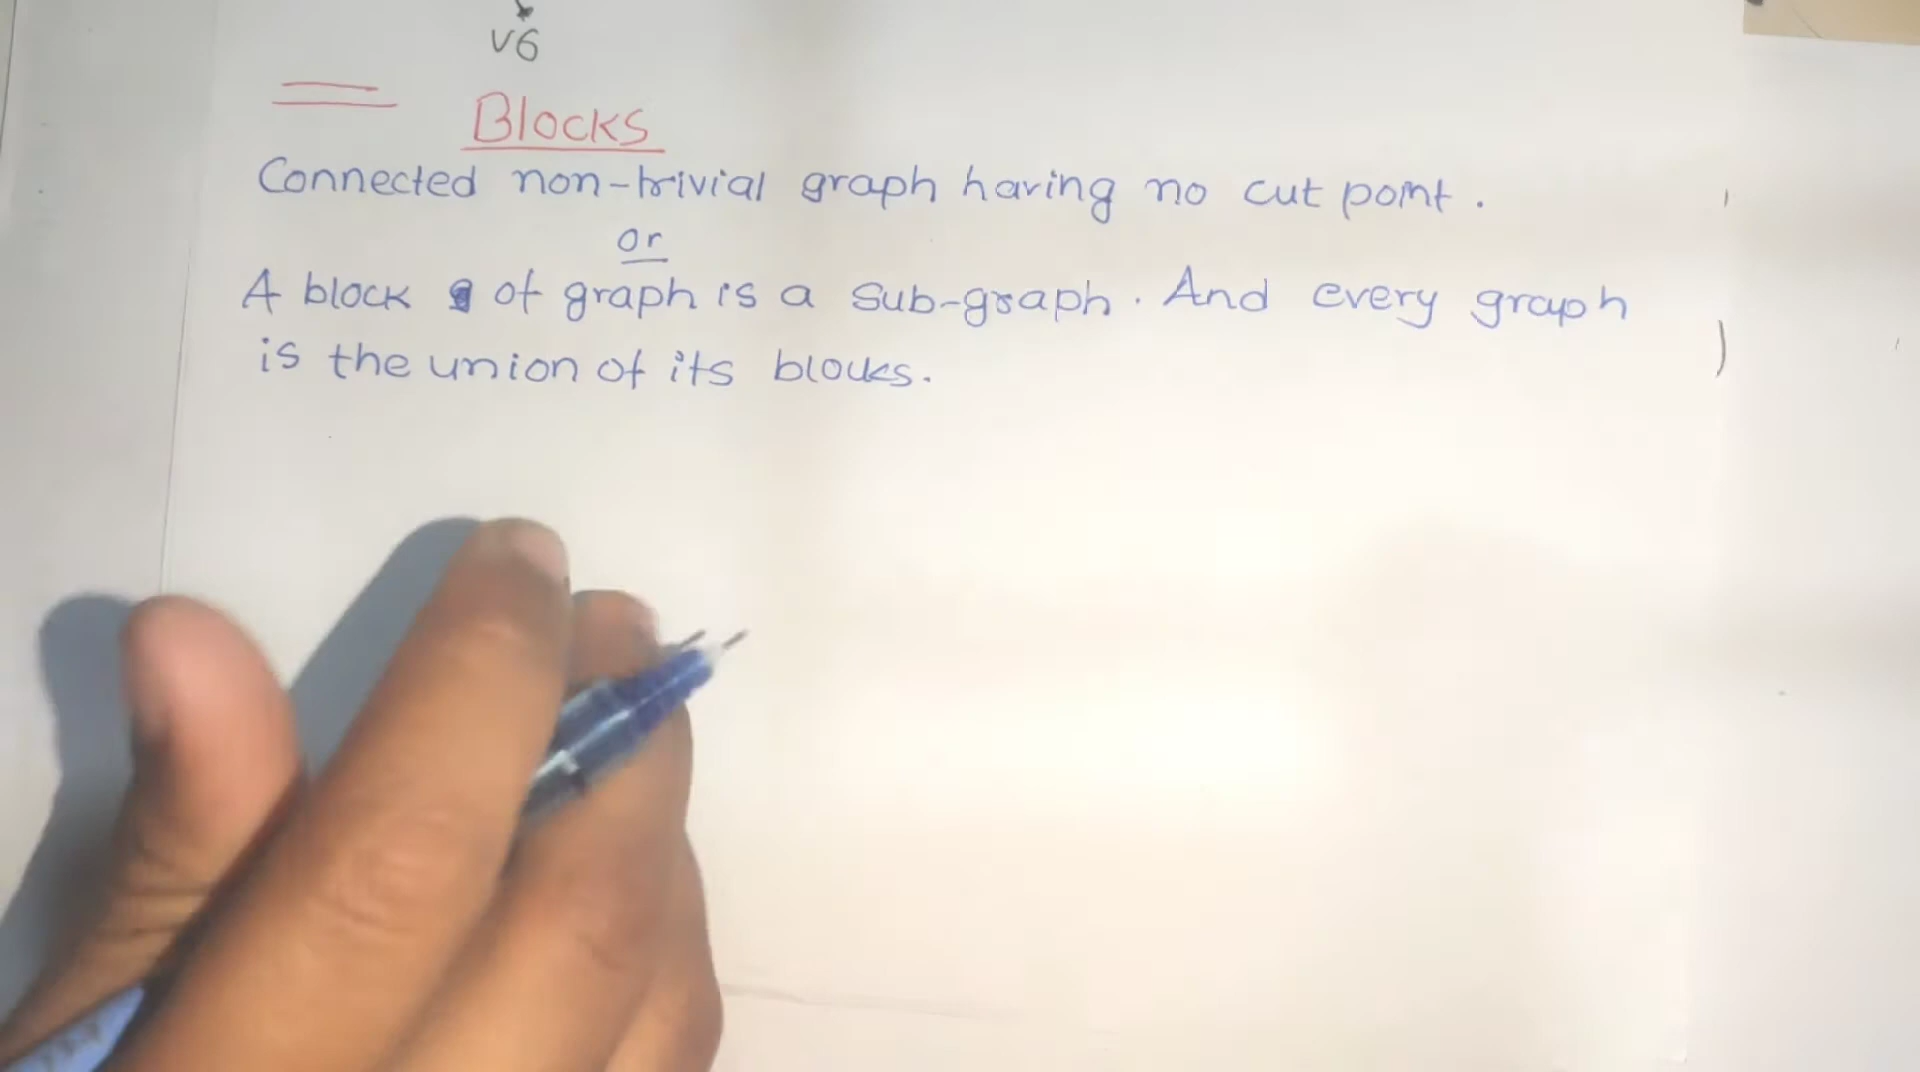 v6
Blocks
Connected non-trivial graph having no cut point.
or
A block of graph is a sub-graph. And every graph
is the union of its blocks.